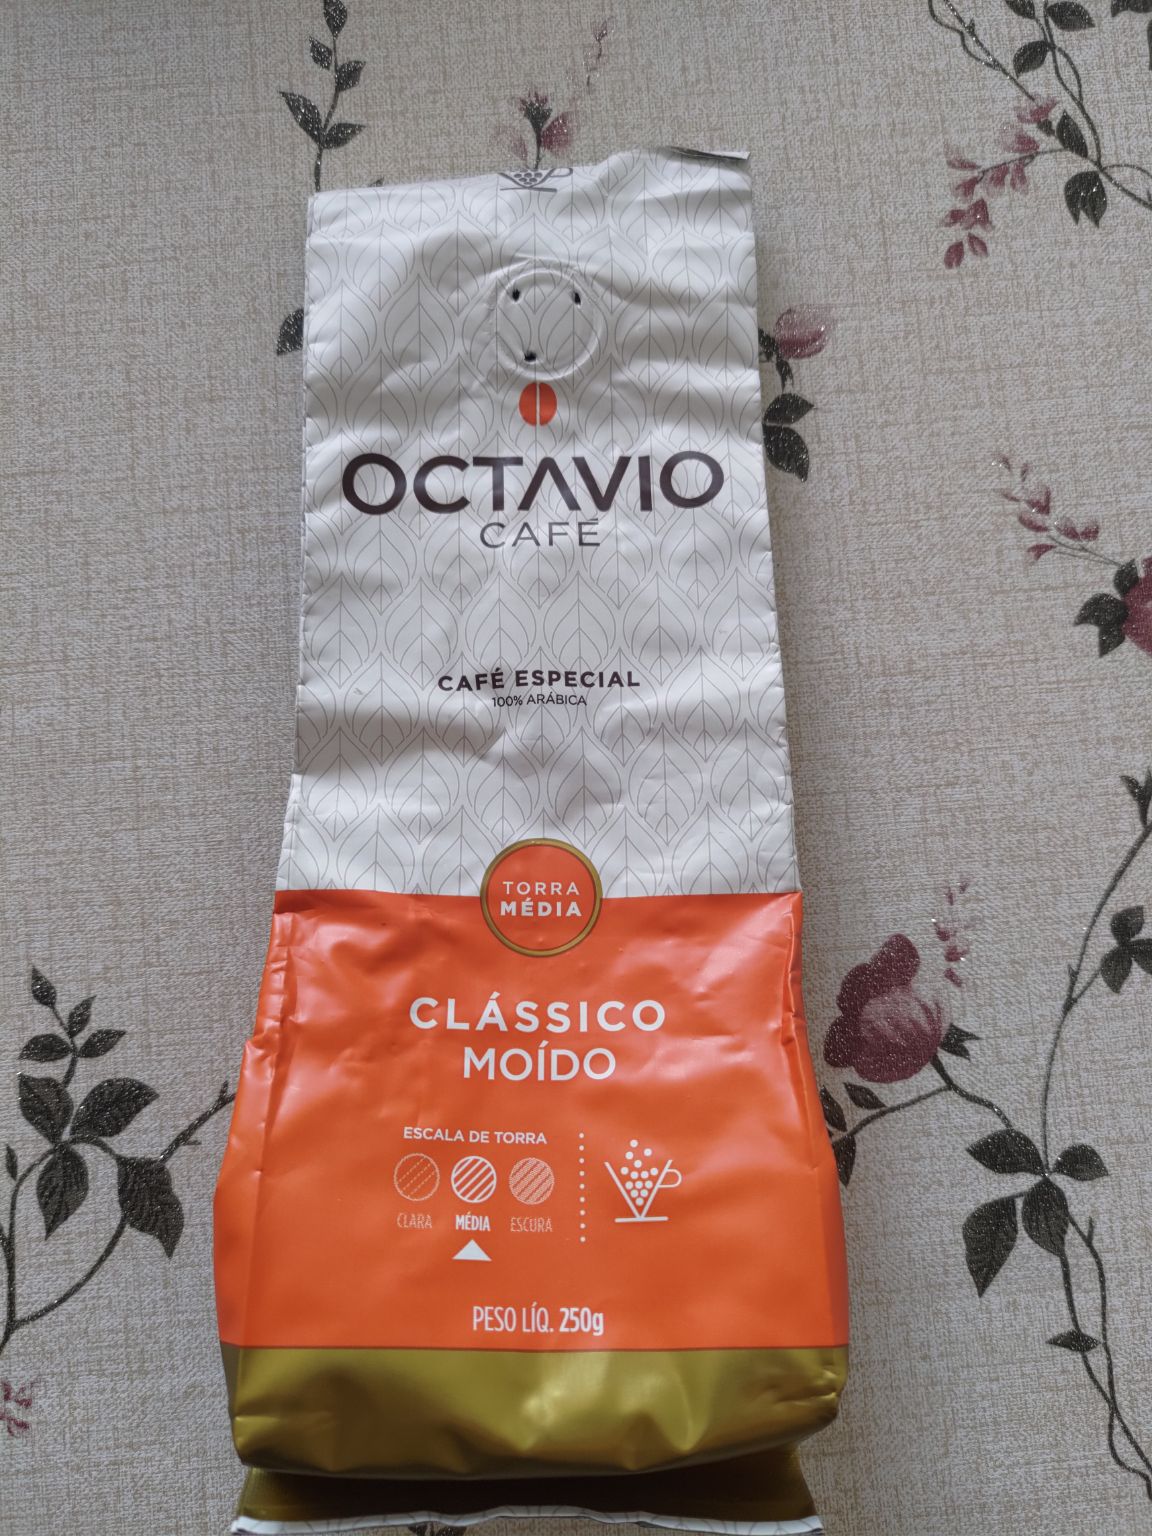 OCTAVIO
CAFÉ
CAFÉ ESPECIAL
100% ARÁBICA
TORRA
MÉDIA
CLÁSSICO
MOÍDO
ESCALA DE TORRA
CLARA MÉDIA ESCURA
PESO LÍQ. 250g